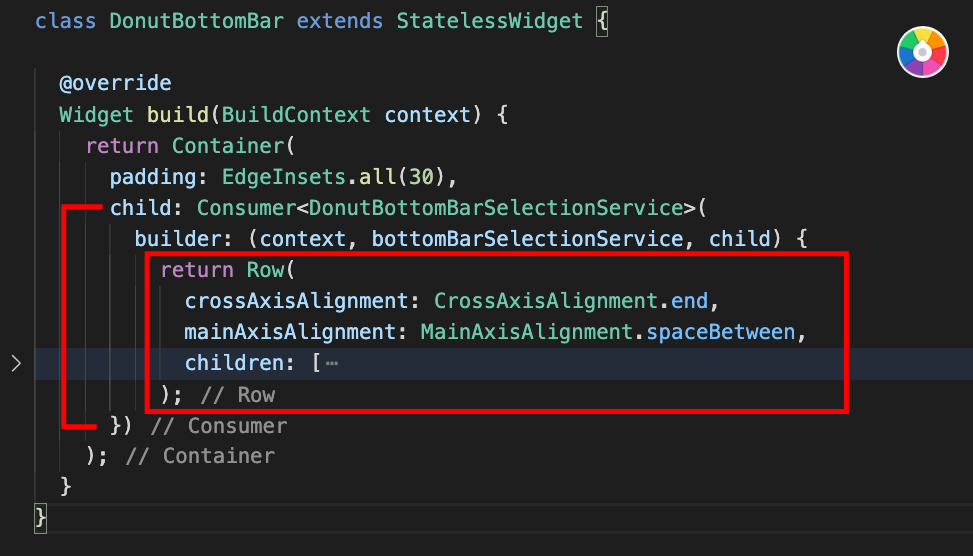 class DonutBottomBar extends StatelessWidget {
@override
Widget build(BuildContext context) {
return Container(
padding: EdgeInsets.all(30),
child: Consumer<DonutBottomBarSelectionService>(
builder: (context, bottomBarSelectionService, child) {
return Row(
crossAxisAlignment: CrossAxisAlignment.end,
mainAxisAlignment: MainAxisAlignment.spaceBetween,
children: [⋯
); // Row
}) // Consumer
); // Container
}
}